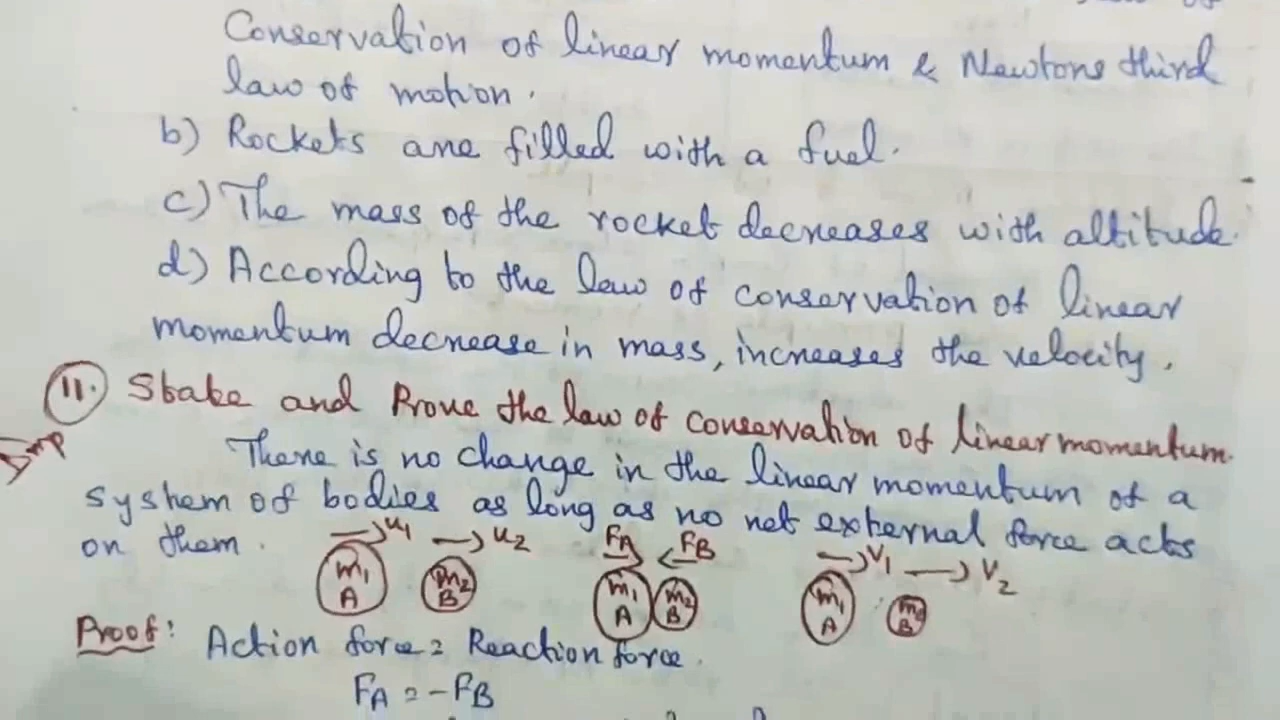 Conservation of linear momentum & Newtons third
law of motion.
b) Rockets are filled with a fuel.
c) The mass of the rocket decreases with altitude.
d) According to the law of conservation of linear
momentum decrease in mass, increases the velocity.
11. State and Prove the law of conservation of linear momentum.
Imp
There is no change in the linear momentum of a
system of bodies as long as no net external force acts
on them.
u1 u2 FA FB v1 v2
m1 A m2 B m1 A m2 B m1 A m2 B
Proof: Action force = Reaction force.
FA = -FB